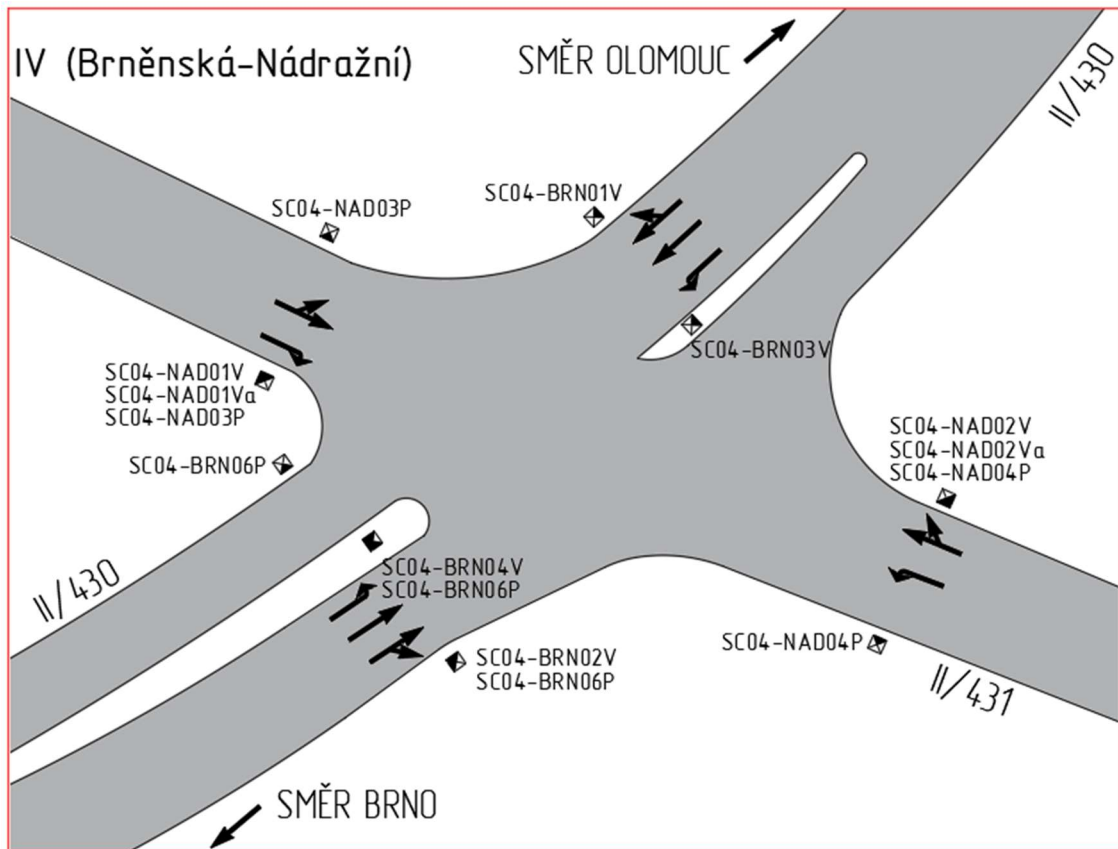 IV (Brněnská-Nádražní)
SMĚR OLOMOUC
II/430
SC04-NAD03P
SC04-BRN01V
SC04-BRN03V
SC04-NAD01V
SC04-NAD01Va
SC04-NAD03P
SC04-BRN06P
SC04-NAD02V
SC04-NAD02Va
SC04-NAD04P
II/430
SC04-BRN04V
SC04-BRN06P
SC04-NAD04P
SC04-BRN02V
SC04-BRN06P
II/431
SMĚR BRNO